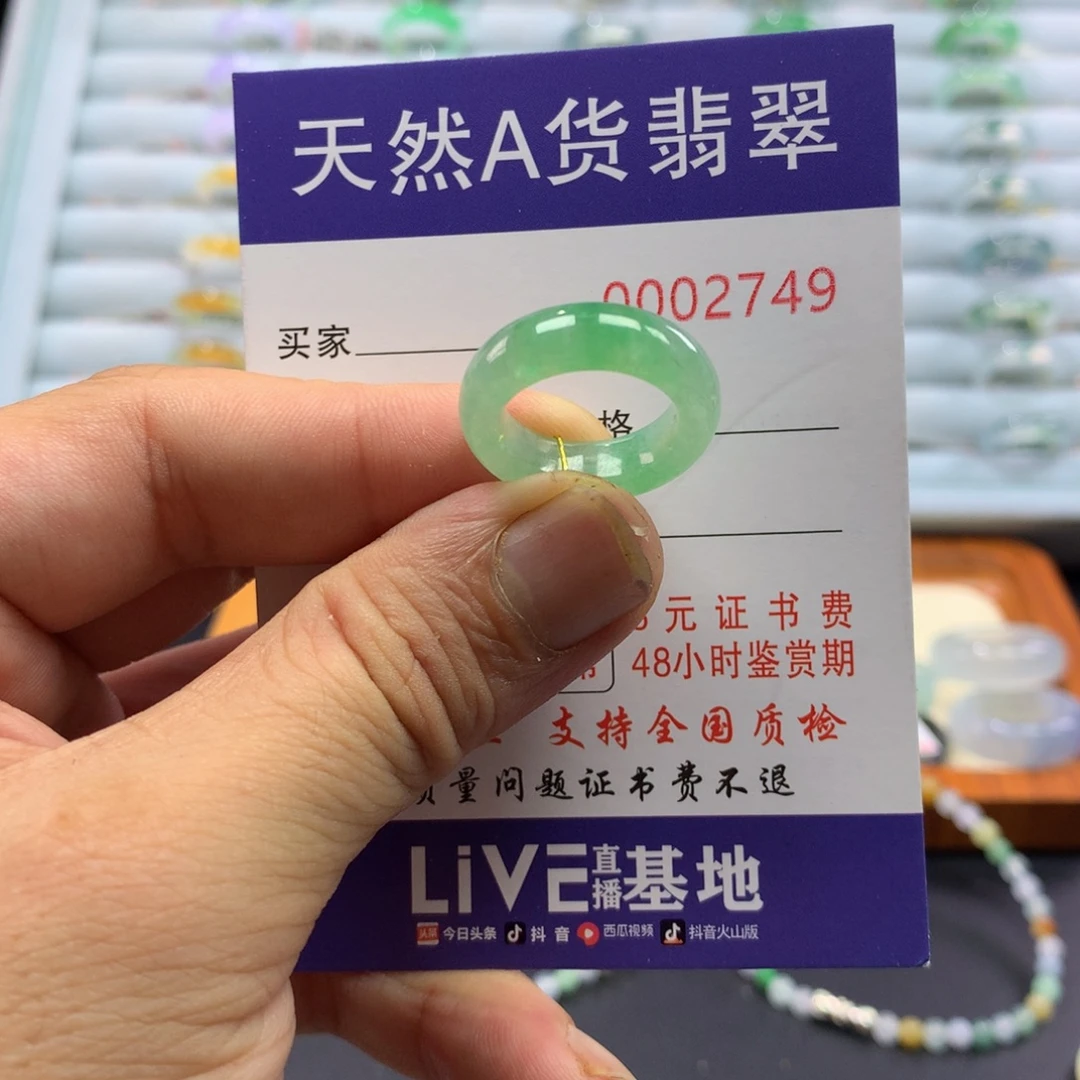 天然A货翡翠
0002749
买家
格
元证书费
48小时鉴赏期
支持全国质检
质量问题证书费不退
LiVE直播基地
今日头条 抖音 西瓜视频 抖音火山版